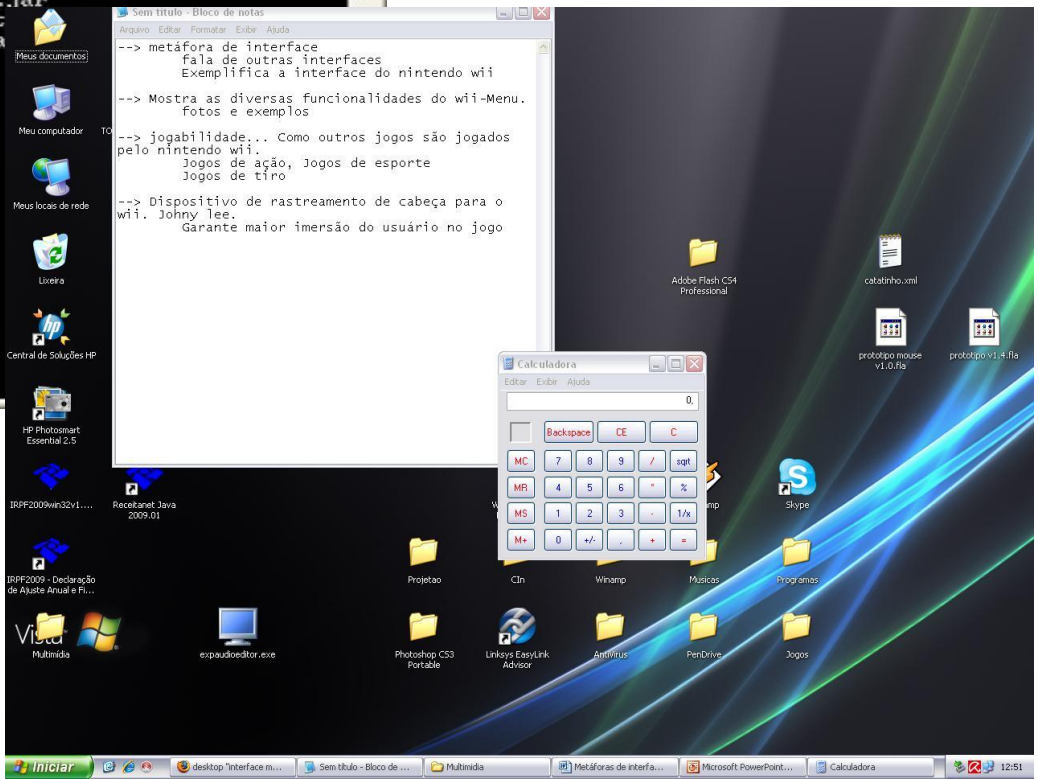 Sem título - Bloco de notas
Arquivo Editar Formatar Exibir Ajuda
--> metáfora de interface
fala de outras interfaces
Exemplifica a interface do nintendo wii
--> Mostra as diversas funcionalidades do wii-Menu.
fotos e exemplos
--> jogabilidade... Como outros jogos são jogados
pelo nintendo wii.
Jogos de ação, Jogos de esporte
Jogos de tiro
--> Dispositivo de rastreamento de cabeça para o
wii. Johny lee.
Garante maior imersão do usuário no jogo
Meus documentos
Meu computador
TO
Meus locais de rede
Lixeira
Central de Soluções HP
HP Photosmart
Essential 2.5
IRPF2009win32v1....
Receitanet Java
2009.01
IRPF2009 - Declaração
de Ajuste Anual e Fi...
Vista
Multimídia
expaudioeditor.exe
Adobe Flash CS4
Professional
catatinho.xml
prototipo mouse
v1.0.fla
prototipo v1.4.fla
Calculadora
Editar Exibir Ajuda
0,
Backspace CE C
MC 7 8 9 / sqrt
MR 4 5 6 * %
MS 1 2 3 - 1/x
M+ 0 +/- , + =
Skype
Projetao
CIn
Winamp
Musicas
Programas
Photoshop CS3
Portable
Linksys EasyLink
Advisor
Antivirus
PenDrive
Jogos
Iniciar
desktop "interface m...
Sem título - Bloco de ...
Multimidia
Metáforas de interfa...
Microsoft PowerPoint...
Calculadora
12:51